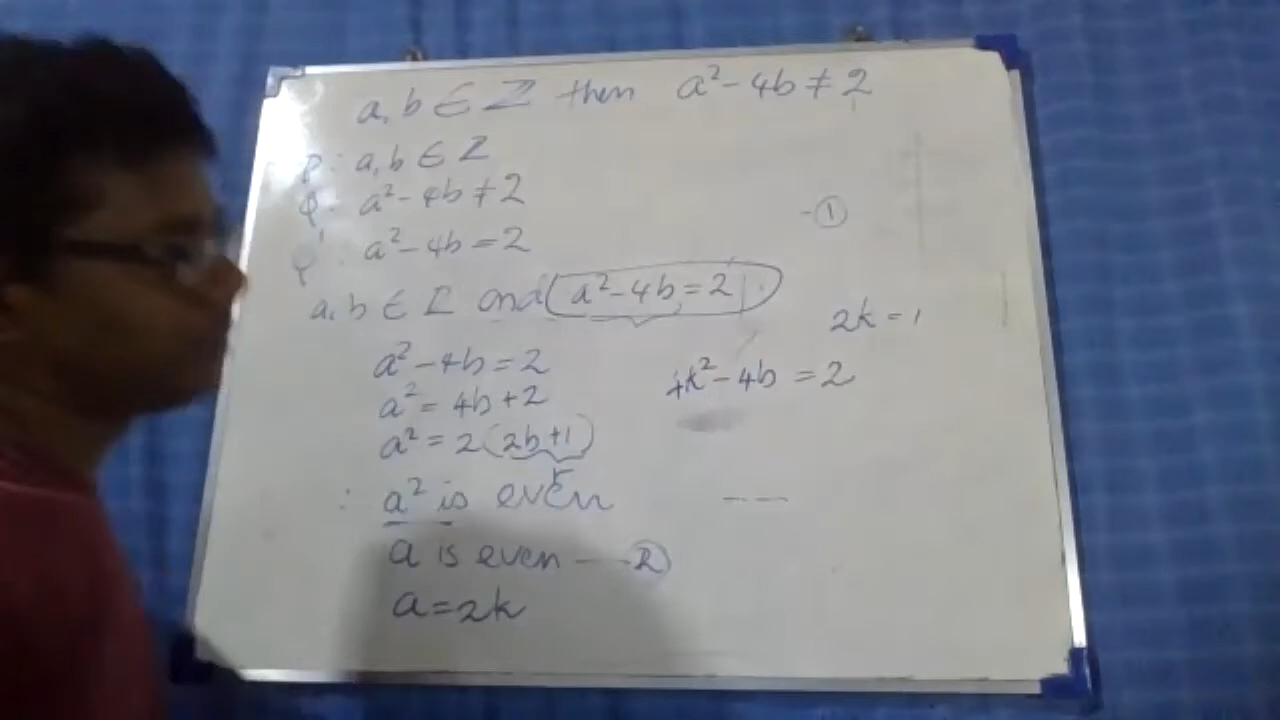 a, b ∈ ℤ then a² - 4b ≠ 2
P: a, b ∈ Z
Q: a² - 4b ≠ 2
a² - 4b = 2
- ①
a, b ∈ Z and (a² - 4b = 2)
2k = 1
a² - 4b = 2
4k² - 4b = 2
a² = 4b + 2
a² = 2(2b + 1)
∴ a² is even
a is even — ②
a = 2k